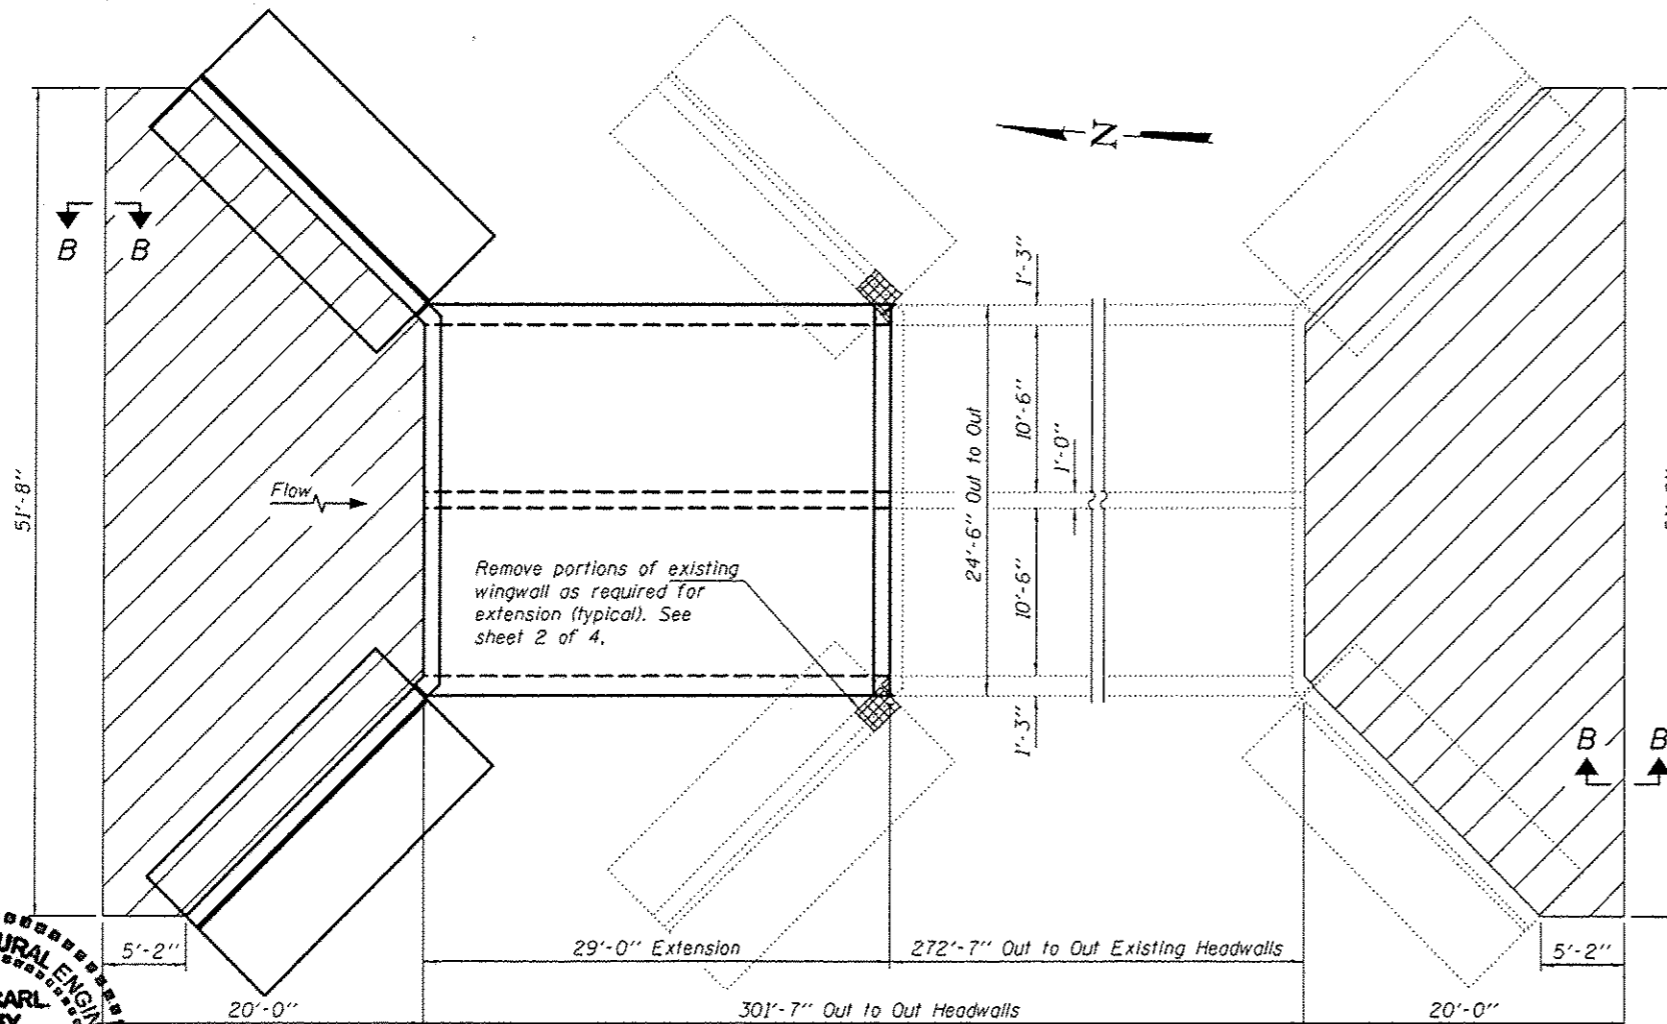 N
1'-3"
B B
51'-8"
Flow
24'-6" Out to Out
10'-6"
1'-0"
10'-6"
Remove portions of existing
wingwall as required for
extension (typical). See
sheet 2 of 4.
1'-3"
B B
5'-2"
29'-0" Extension
272'-7" Out to Out Existing Headwalls
5'-2"
20'-0"
301'-7" Out to Out Headwalls
20'-0"